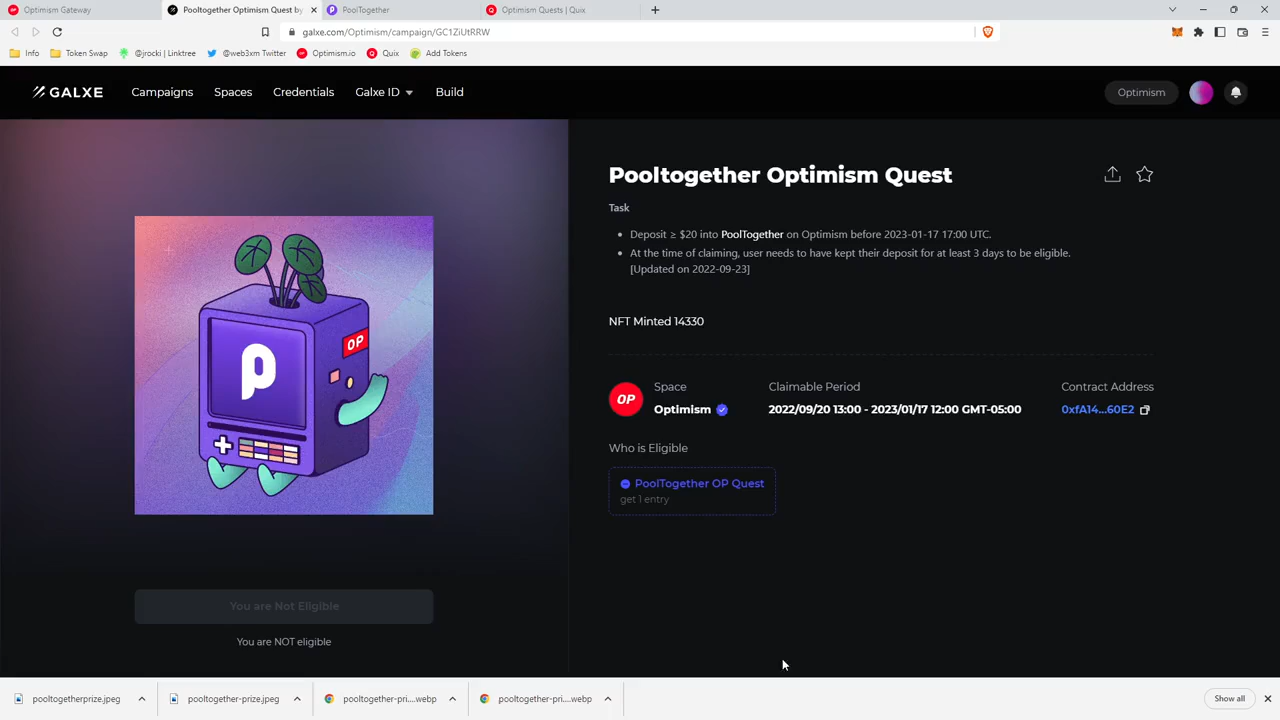 Optimism Gateway
Pooltogether Optimism Quest by
PoolTogether
Optimism Quests | Quix
galxe.com/Optimism/campaign/GC1ZiUtRRW
Info
Token Swap
@jrocki | Linktree
@web3xm Twitter
Optimism.io
Quix
Add Tokens
GALXE
Campaigns
Spaces
Credentials
Galxe ID
Build
Optimism
Pooltogether Optimism Quest
Task
Deposit ≥ $20 into PoolTogether on Optimism before 2023-01-17 17:00 UTC.
At the time of claiming, user needs to have kept their deposit for at least 3 days to be eligible.
[Updated on 2022-09-23]
p
OP
NFT Minted 14330
OP
Space
Optimism
Claimable Period
2022/09/20 13:00 - 2023/01/17 12:00 GMT-05:00
Contract Address
0xfA14...60E2
Who is Eligible
PoolTogether OP Quest
get 1 entry
You are Not Eligible
You are NOT eligible
pooltogetherprize.jpeg
pooltogether-prize.jpeg
pooltogether-pri....webp
pooltogether-pri....webp
Show all